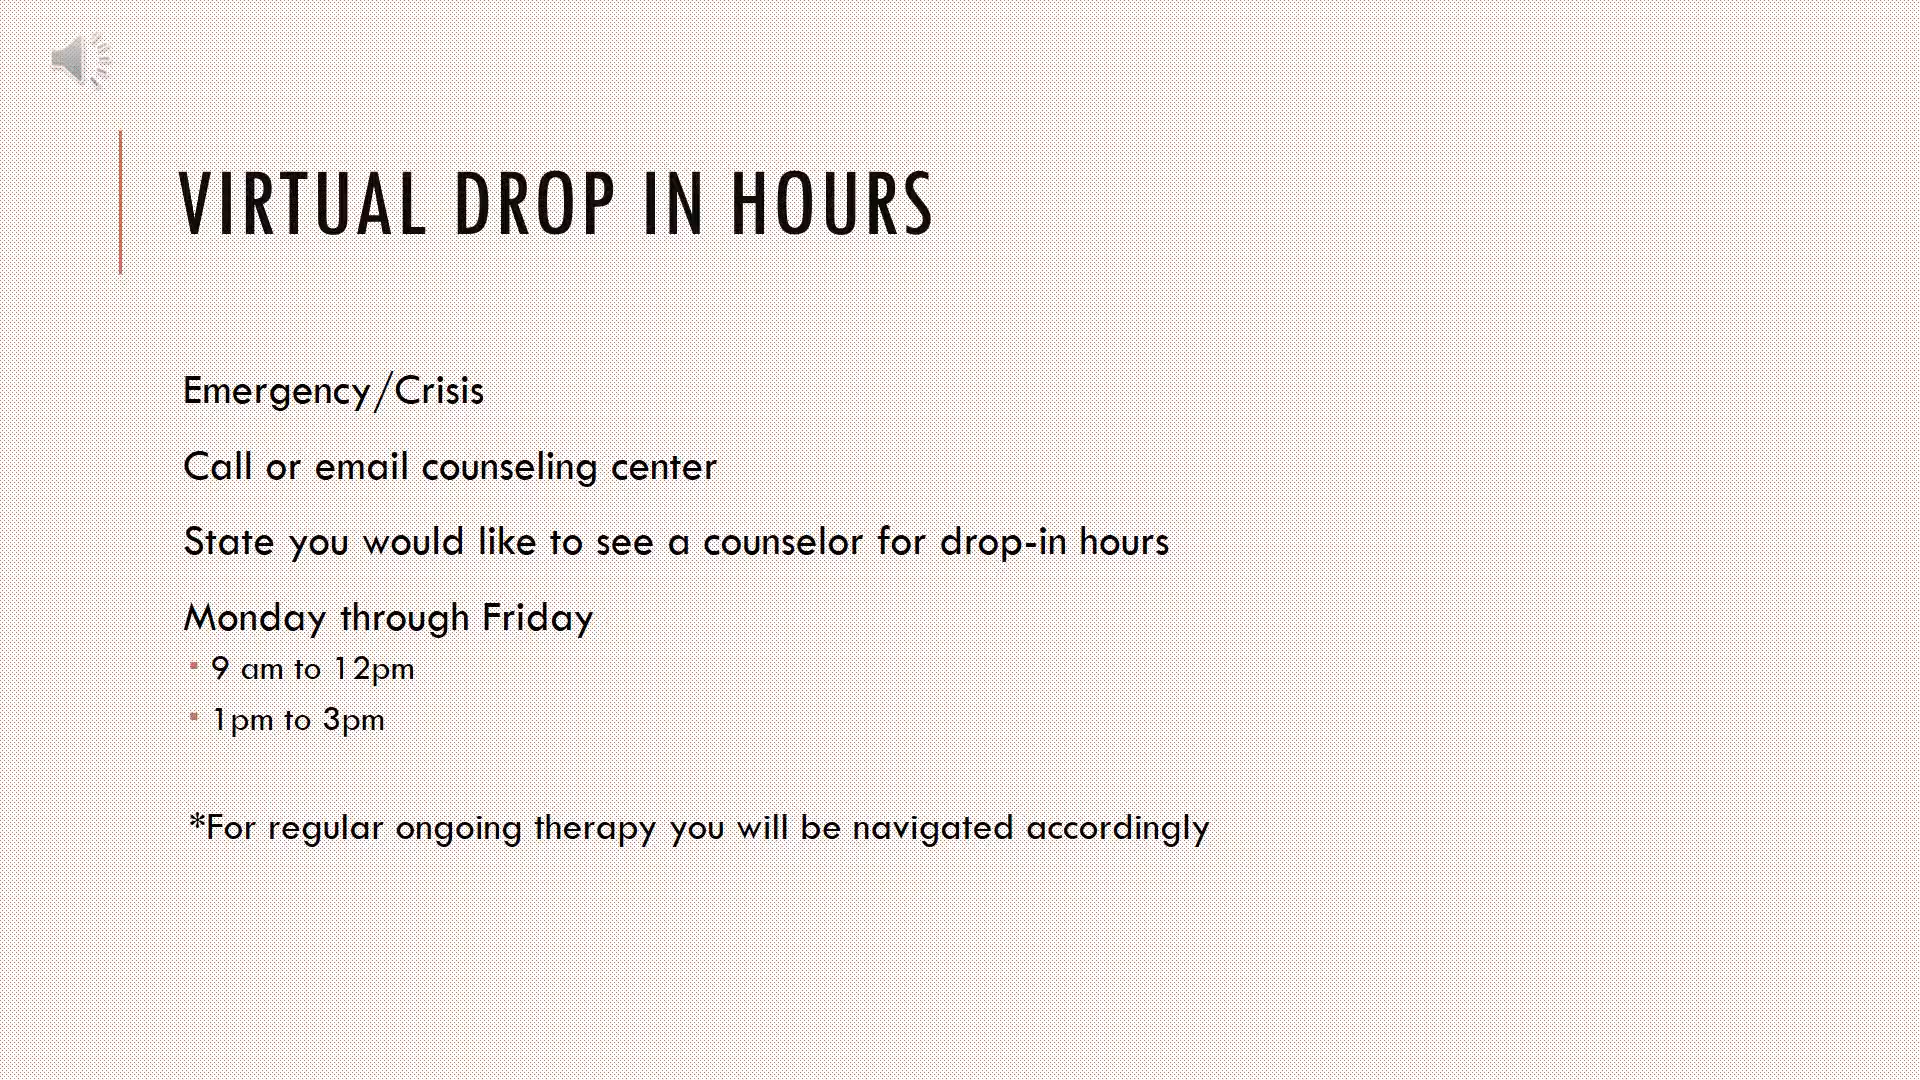 VIRTUAL DROP IN HOURS
Emergency/Crisis
Call or email counseling center
State you would like to see a counselor for drop-in hours
Monday through Friday
▪ 9 am to 12pm
▪ 1pm to 3pm
*For regular ongoing therapy you will be navigated accordingly